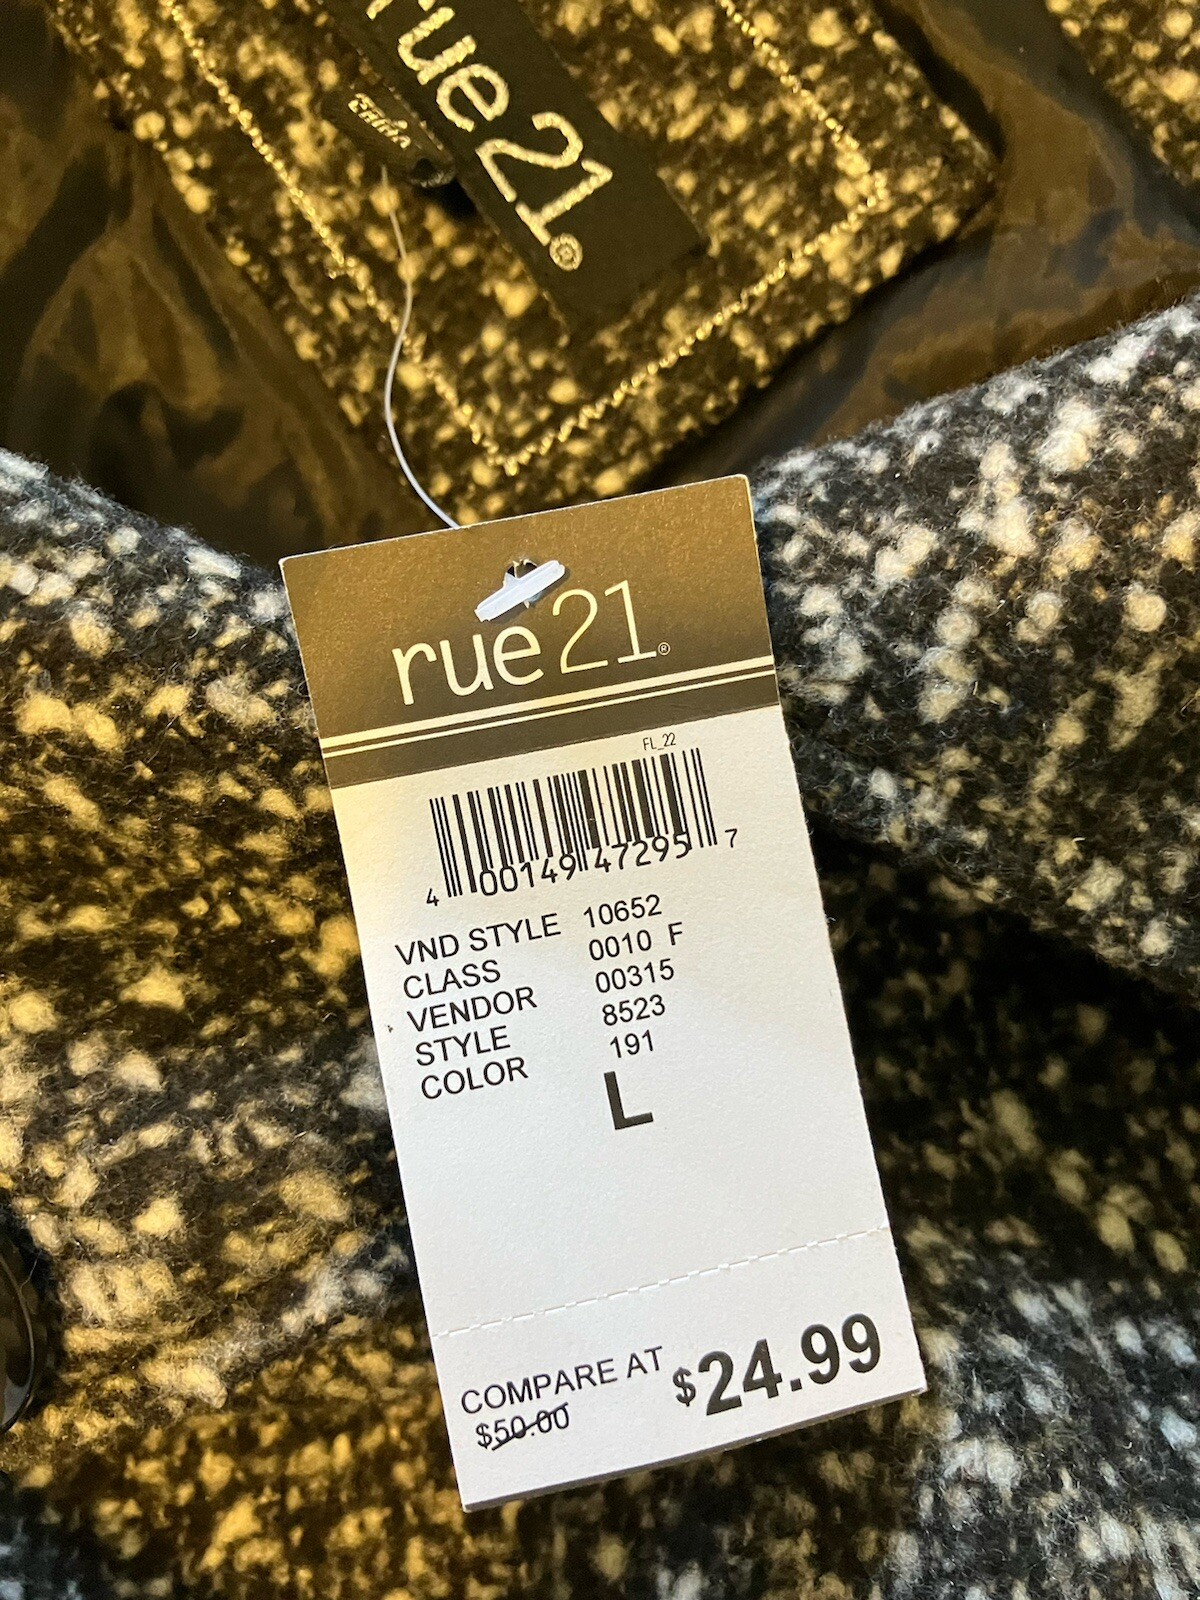 rue21®
rue21®
FL_22
4 00149 47295 7
VND STYLE 10652
CLASS 0010 F
VENDOR 00315
STYLE 8523
COLOR 191
L
COMPARE AT $24.99
$50.00